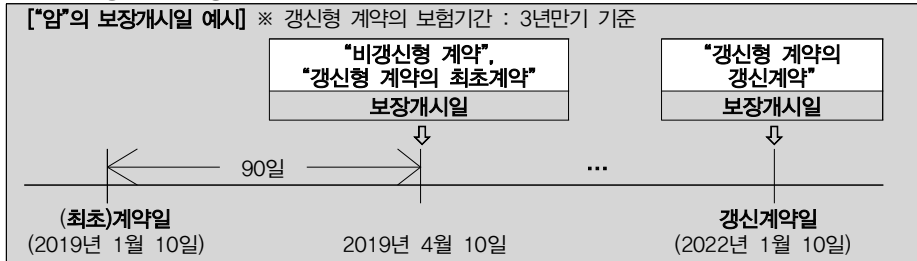 [“암”의 보장개시일 예시] ※ 갱신형 계약의 보험기간 : 3년만기 기준
“비갱신형 계약”,
“갱신형 계약의 최초계약”
보장개시일
“갱신형 계약의
갱신계약”
보장개시일
90일
…
(최초)계약일
(2019년 1월 10일)
2019년 4월 10일
갱신계약일
(2022년 1월 10일)